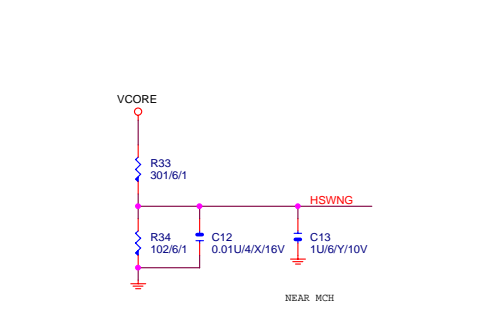 VCORE
R33
301/6/1
HSWNG
R34
102/6/1
C12
0.01U/4/X/16V
C13
1U/6/Y/10V
NEAR MCH